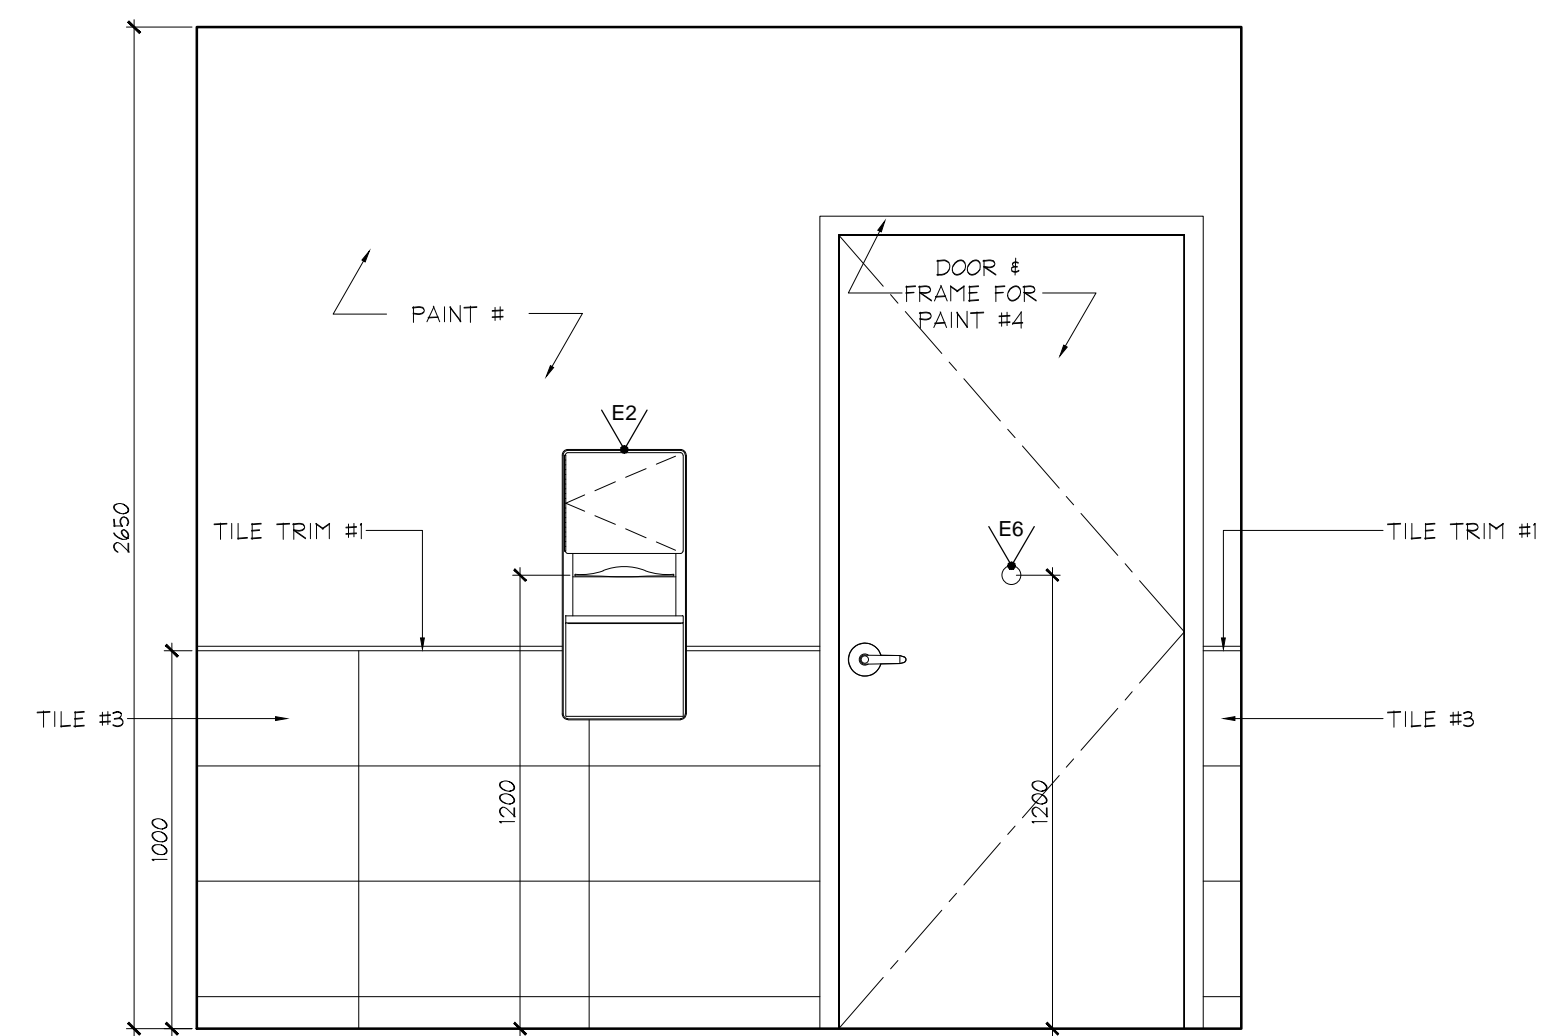 DOOR &
FRAME FOR
PAINT #4
PAINT #
E2
2650
TILE TRIM #1
E6
TILE TRIM #1
TILE #3
TILE #3
1200
1200
1000